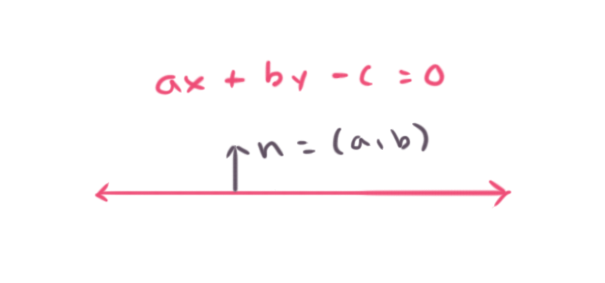 ax + by - c = 0
n = (a, b)